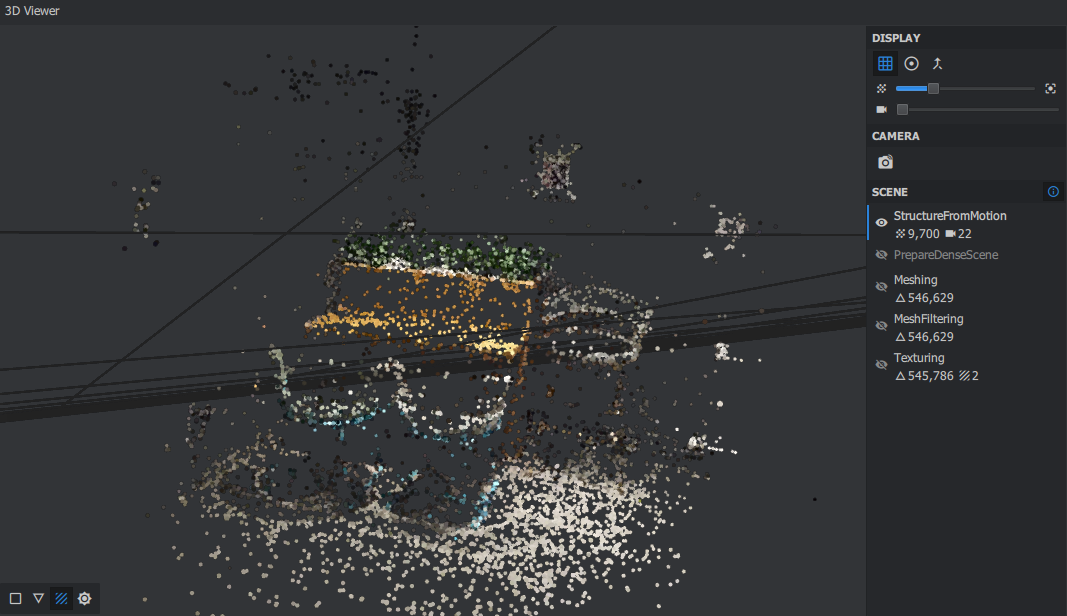 3D Viewer
DISPLAY
CAMERA
SCENE
StructureFromMotion
9,700 22
PrepareDenseScene
Meshing
546,629
MeshFiltering
546,629
Texturing
545,786 2